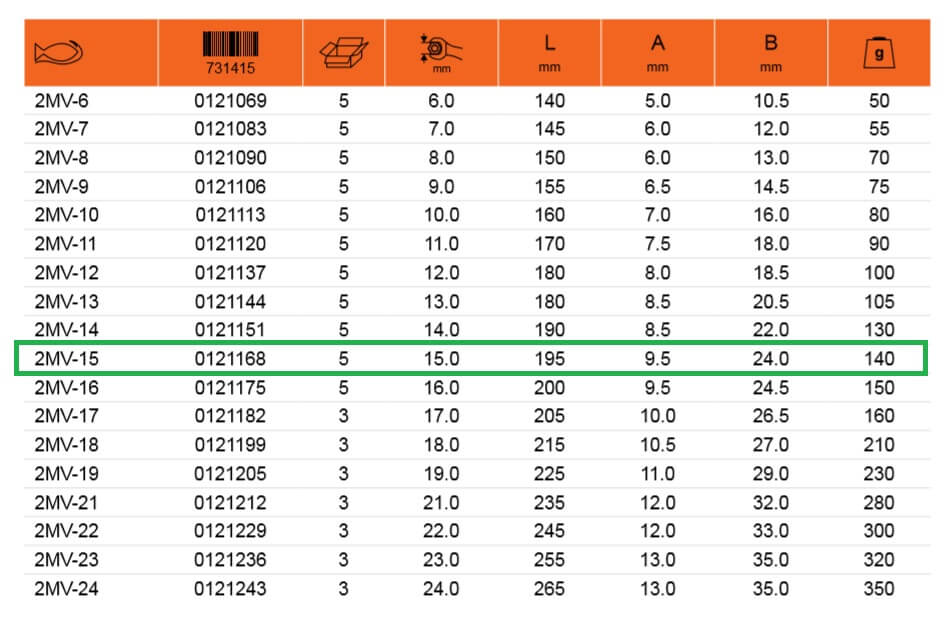 731415 mm L mm A mm B mm g
2MV-6 0121069 5 6.0 140 5.0 10.5 50
2MV-7 0121083 5 7.0 145 6.0 12.0 55
2MV-8 0121090 5 8.0 150 6.0 13.0 70
2MV-9 0121106 5 9.0 155 6.5 14.5 75
2MV-10 0121113 5 10.0 160 7.0 16.0 80
2MV-11 0121120 5 11.0 170 7.5 18.0 90
2MV-12 0121137 5 12.0 180 8.0 18.5 100
2MV-13 0121144 5 13.0 180 8.5 20.5 105
2MV-14 0121151 5 14.0 190 8.5 22.0 130
2MV-15 0121168 5 15.0 195 9.5 24.0 140
2MV-16 0121175 5 16.0 200 9.5 24.5 150
2MV-17 0121182 3 17.0 205 10.0 26.5 160
2MV-18 0121199 3 18.0 215 10.5 27.0 210
2MV-19 0121205 3 19.0 225 11.0 29.0 230
2MV-21 0121212 3 21.0 235 12.0 32.0 280
2MV-22 0121229 3 22.0 245 12.0 33.0 300
2MV-23 0121236 3 23.0 255 13.0 35.0 320
2MV-24 0121243 3 24.0 265 13.0 35.0 350